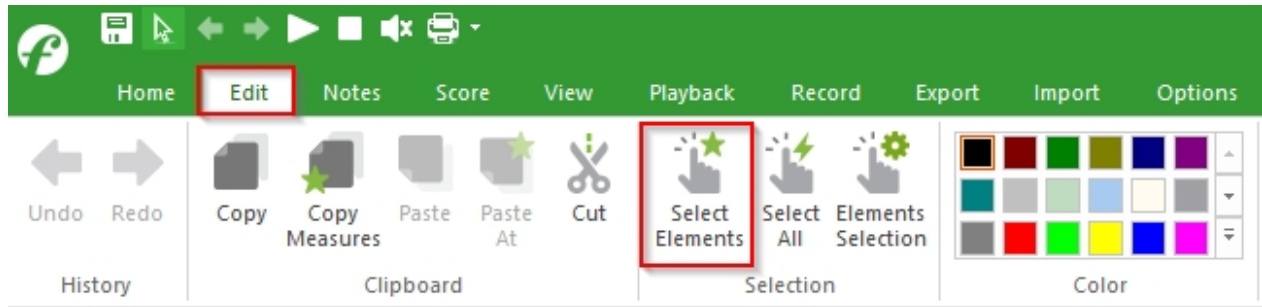 Home Edit Notes Score View Playback Record Export Import Options
Undo Redo Copy Copy Measures Paste Paste At Cut Select Elements Select All Elements Selection
History Clipboard Selection Color